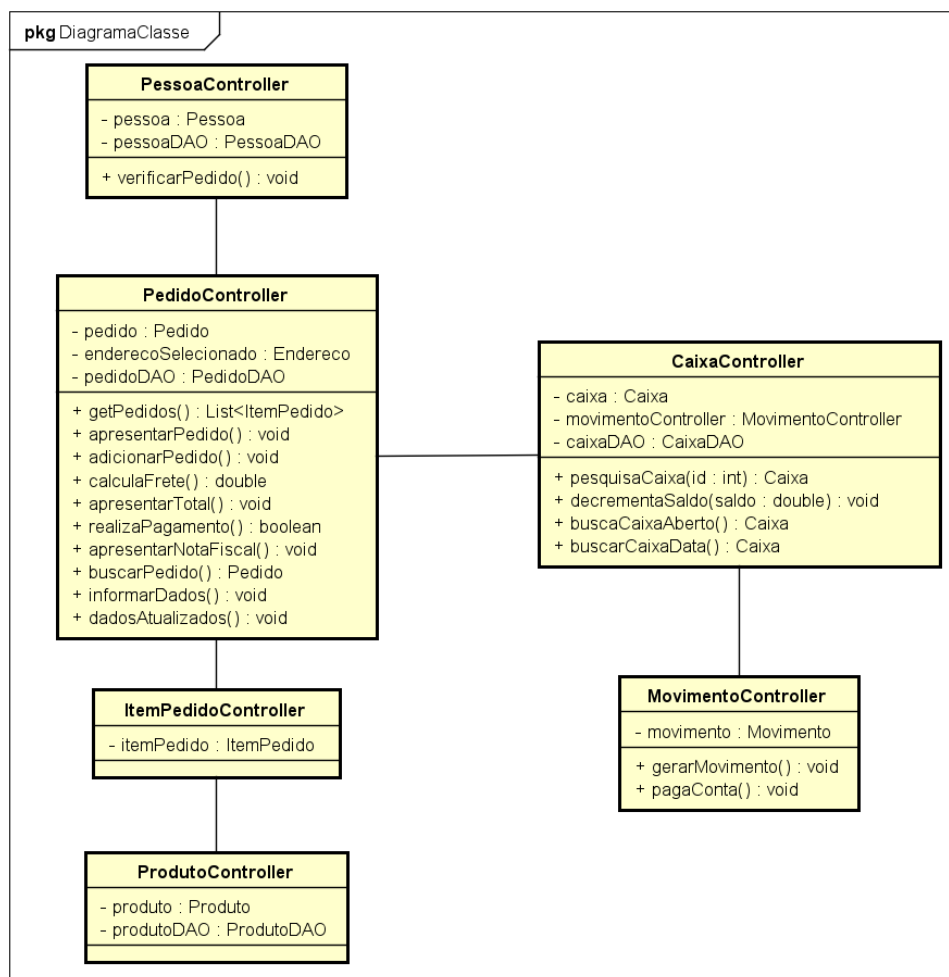 pkg DiagramaClasse
PessoaController
- pessoa : Pessoa
- pessoaDAO : PessoaDAO
+ verificarPedido() : void
PedidoController
- pedido : Pedido
- enderecoSelecionado : Endereco
- pedidoDAO : PedidoDAO
+ getPedidos() : List<ItemPedido>
+ apresentarPedido() : void
+ adicionarPedido() : void
+ calculaFrete() : double
+ apresentarTotal() : void
+ realizaPagamento() : boolean
+ apresentarNotaFiscal() : void
+ buscarPedido() : Pedido
+ informarDados() : void
+ dadosAtualizados() : void
CaixaController
- caixa : Caixa
- movimentoController : MovimentoController
- caixaDAO : CaixaDAO
+ pesquisaCaixa(id : int) : Caixa
+ decrementaSaldo(saldo : double) : void
+ buscaCaixaAberto() : Caixa
+ buscarCaixaData() : Caixa
ItemPedidoController
- itemPedido : ItemPedido
MovimentoController
- movimento : Movimento
+ gerarMovimento() : void
+ pagaConta() : void
ProdutoController
- produto : Produto
- produtoDAO : ProdutoDAO